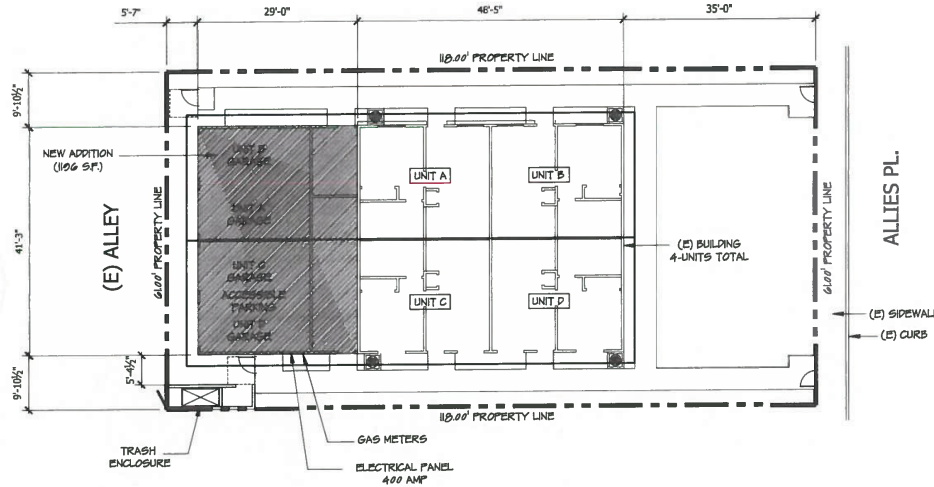 5'-7"
29'-0"
48'-5"
35'-0"
118.00' PROPERTY LINE
9'-10½"
NEW ADDITION
(1196 S.F.)
UNIT B
GARAGE
UNIT A
GARAGE
UNIT A
UNIT B
(E) ALLEY
61.00' PROPERTY LINE
41'-3"
UNIT C
GARAGE
ACCESSIBLE
PARKING
UNIT D
GARAGE
UNIT C
UNIT D
(E) BUILDING
4-UNITS TOTAL
61.00' PROPERTY LINE
ALLIES PL.
(E) SIDEWAL
(E) CURB
5'-4½"
9'-10½"
118.00' PROPERTY LINE
TRASH
ENCLOSURE
GAS METERS
ELECTRICAL PANEL
400 AMP